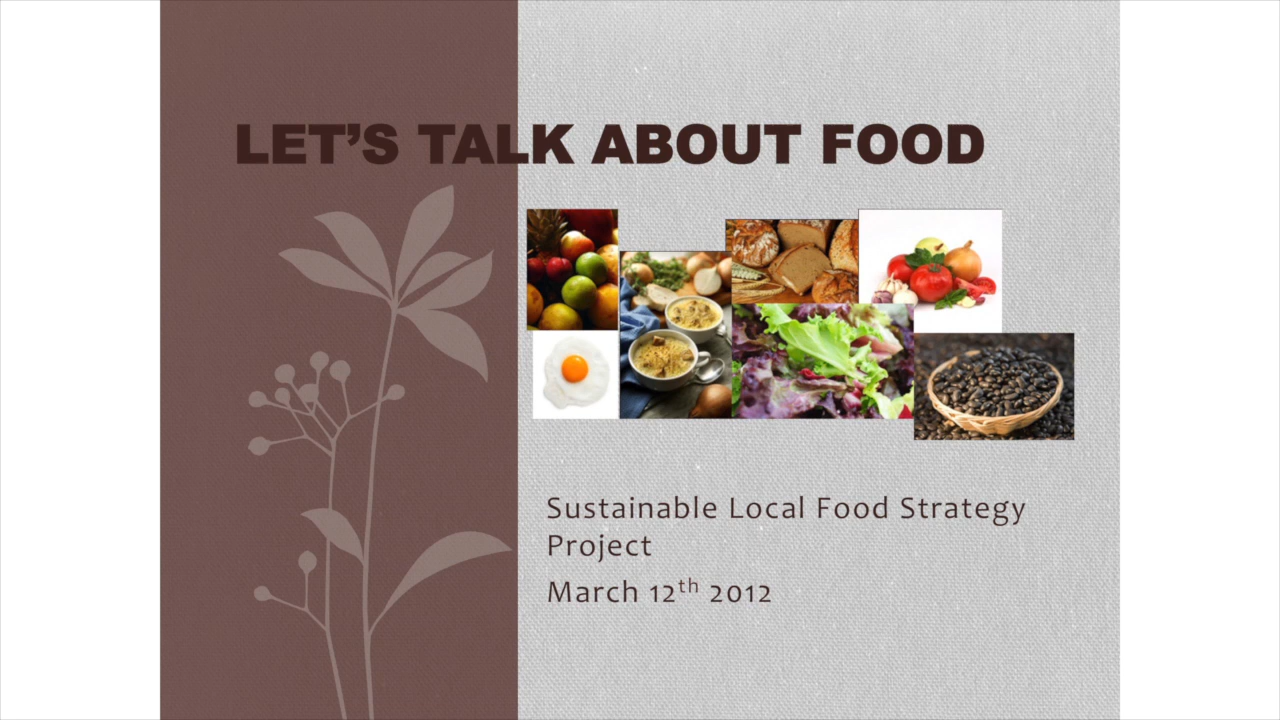 LET’S TALK ABOUT FOOD
Sustainable Local Food Strategy
Project
March 12th 2012